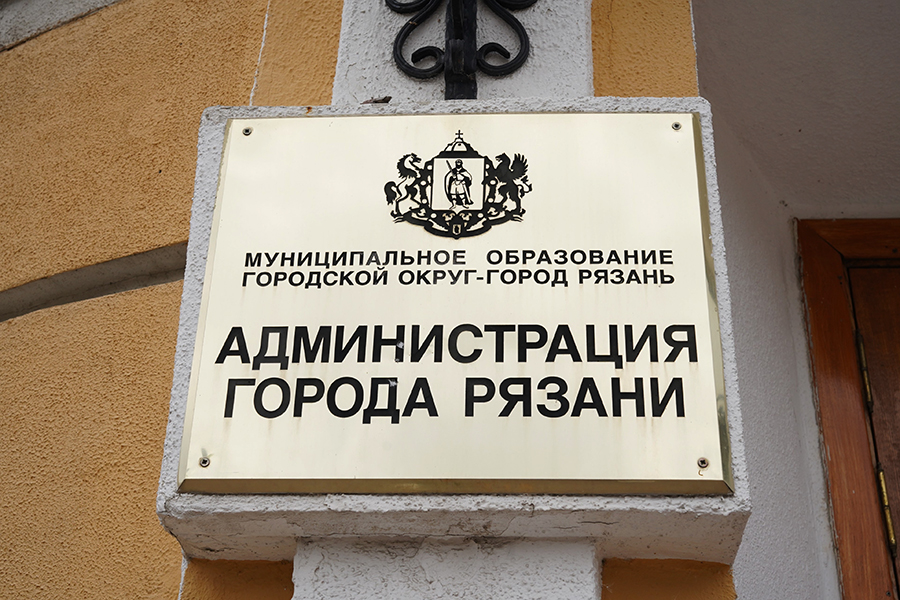 МУНИЦИПАЛЬНОЕ ОБРАЗОВАНИЕ
ГОРОДСКОЙ ОКРУГ-ГОРОД РЯЗАНЬ
АДМИНИСТРАЦИЯ
ГОРОДА РЯЗАНИ